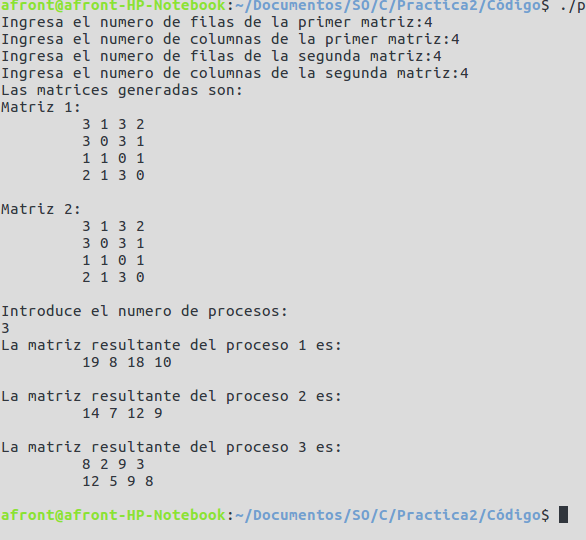 afront@afront-HP-Notebook:~/Documentos/SO/C/Practica2/Código$ ./p
Ingresa el numero de filas de la primer matriz:4
Ingresa el numero de columnas de la primer matriz:4
Ingresa el numero de filas de la segunda matriz:4
Ingresa el numero de columnas de la segunda matriz:4
Las matrices generadas son:
Matriz 1:
3 1 3 2
3 0 3 1
1 1 0 1
2 1 3 0
Matriz 2:
3 1 3 2
3 0 3 1
1 1 0 1
2 1 3 0
Introduce el numero de procesos:
3
La matriz resultante del proceso 1 es:
19 8 18 10
La matriz resultante del proceso 2 es:
14 7 12 9
La matriz resultante del proceso 3 es:
8 2 9 3
12 5 9 8
afront@afront-HP-Notebook:~/Documentos/SO/C/Practica2/Código$